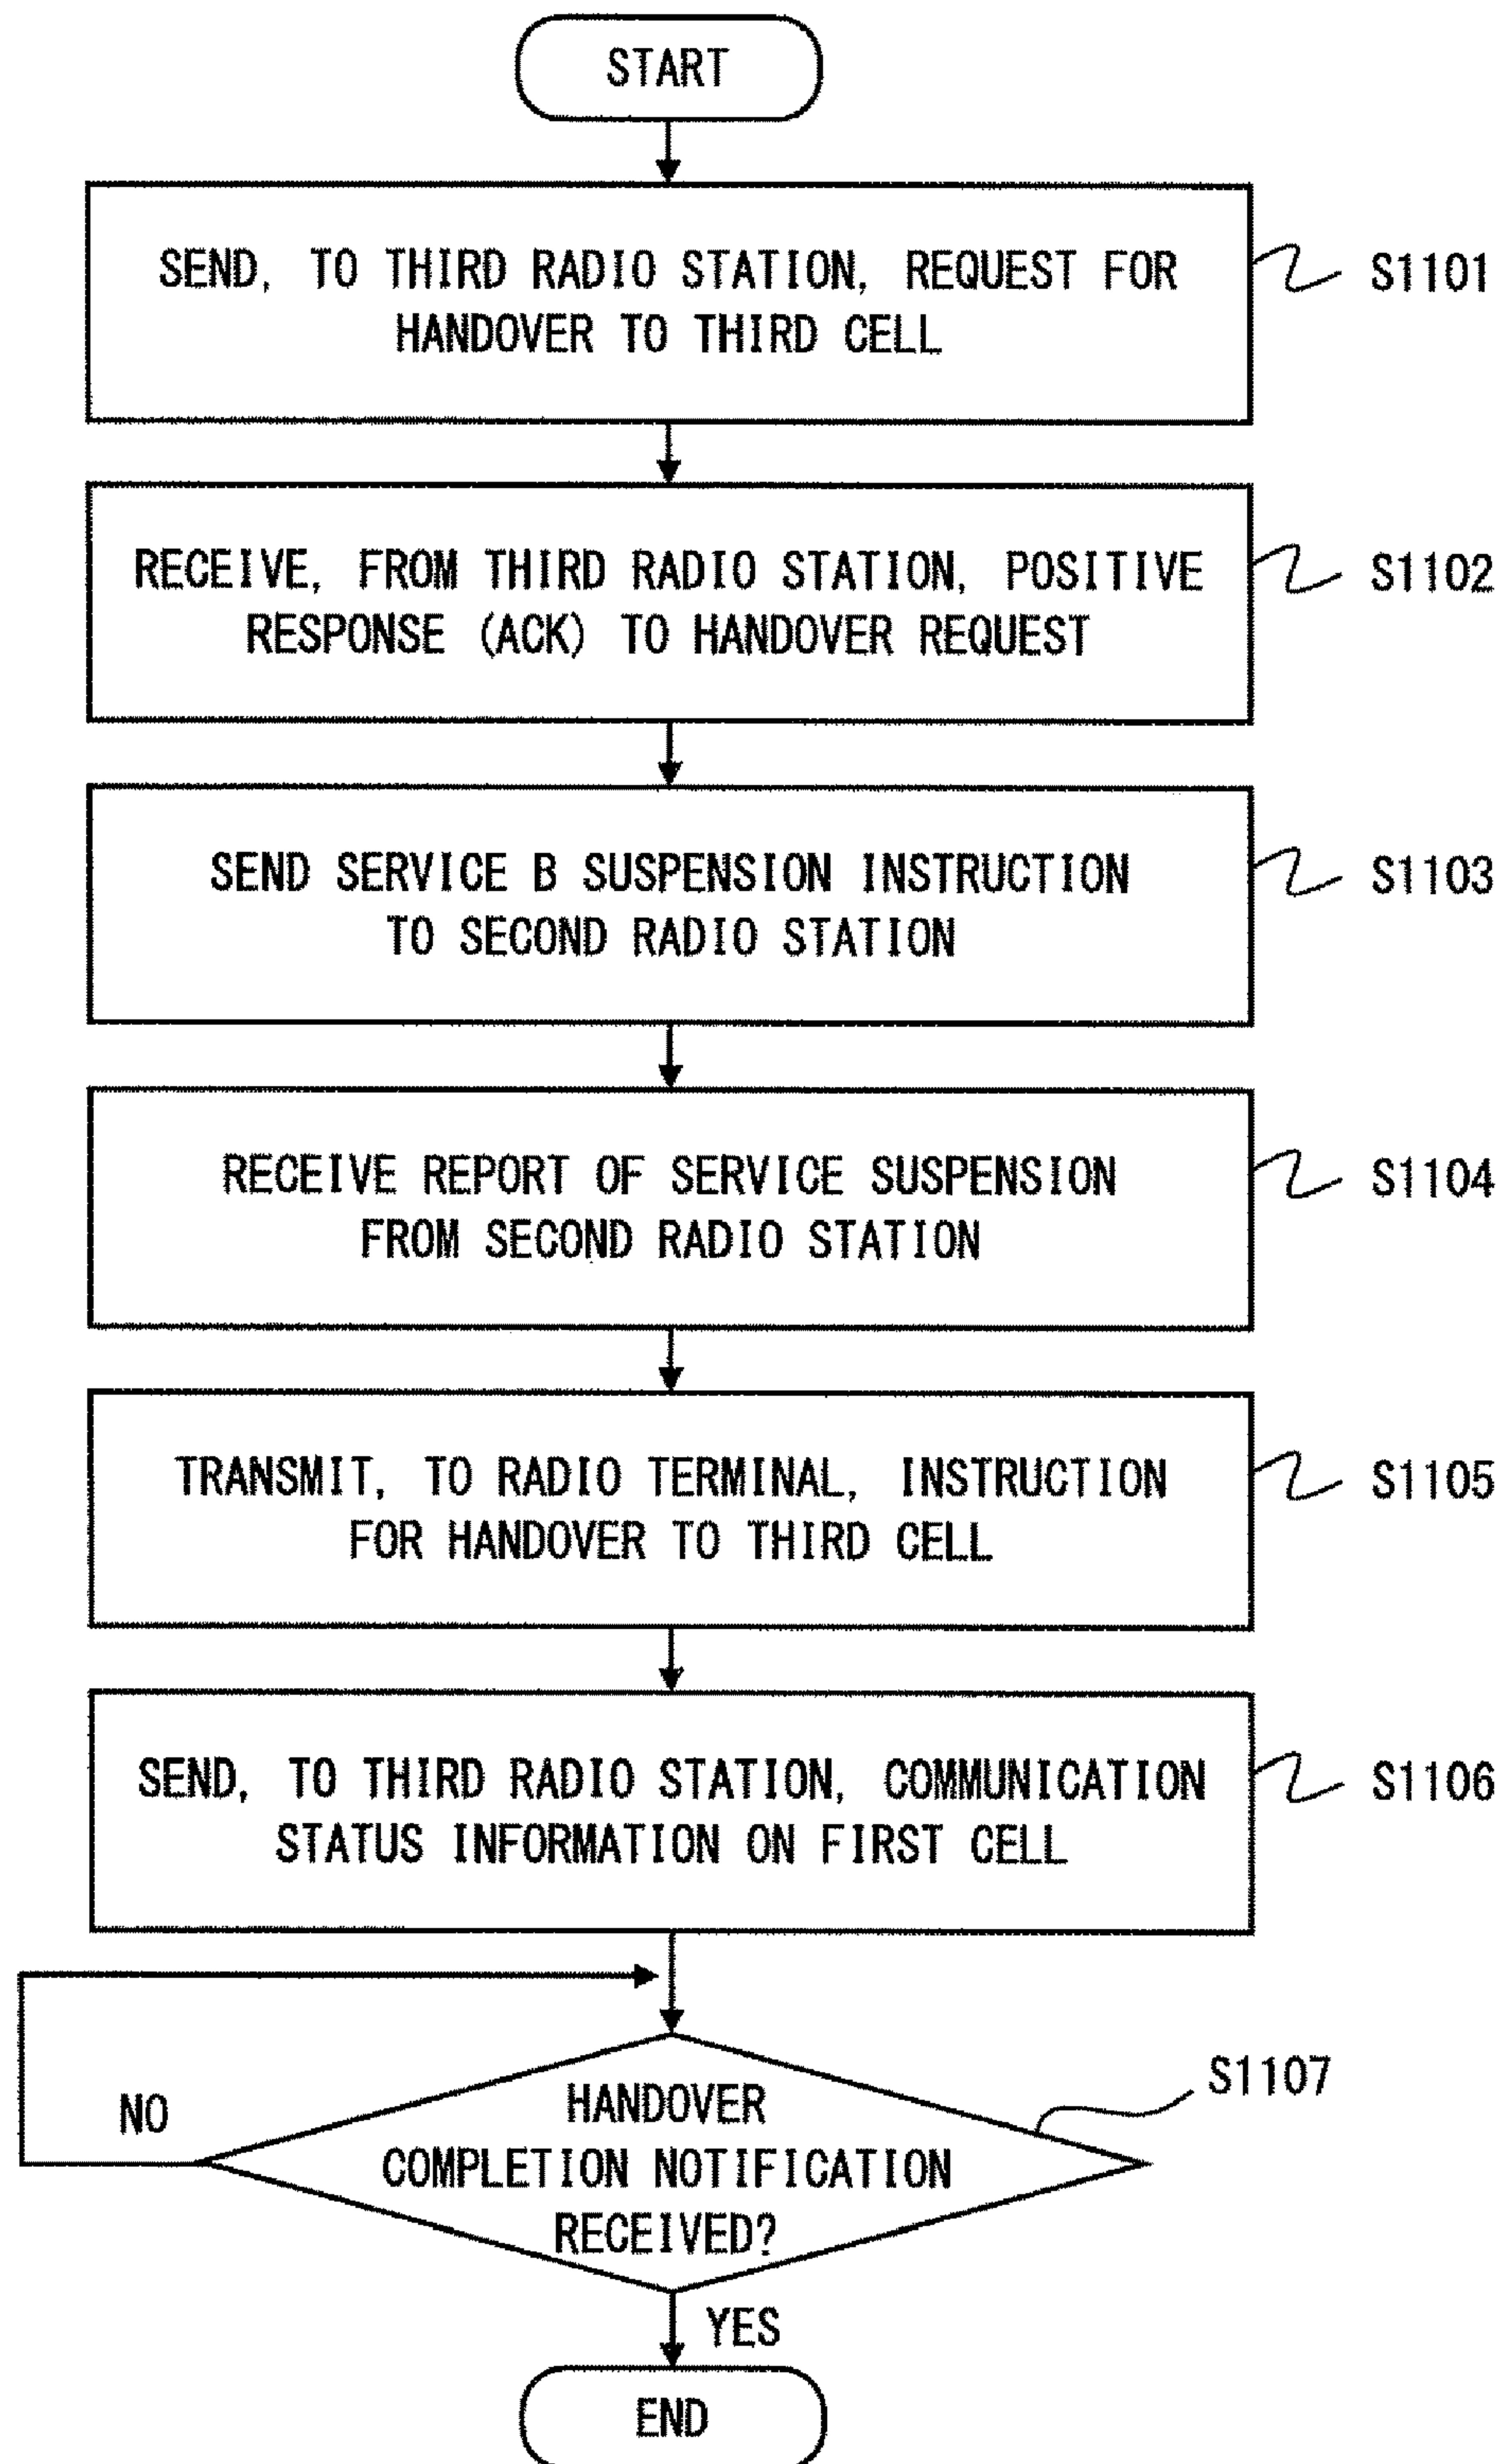 START
SEND, TO THIRD RADIO STATION, REQUEST FOR
HANDOVER TO THIRD CELL
S1101
RECEIVE, FROM THIRD RADIO STATION, POSITIVE
RESPONSE (ACK) TO HANDOVER REQUEST
S1102
SEND SERVICE B SUSPENSION INSTRUCTION
TO SECOND RADIO STATION
S1103
RECEIVE REPORT OF SERVICE SUSPENSION
FROM SECOND RADIO STATION
S1104
TRANSMIT, TO RADIO TERMINAL, INSTRUCTION
FOR HANDOVER TO THIRD CELL
S1105
SEND, TO THIRD RADIO STATION, COMMUNICATION
STATUS INFORMATION ON FIRST CELL
S1106
S1107
NO
HANDOVER
COMPLETION NOTIFICATION
RECEIVED?
YES
END